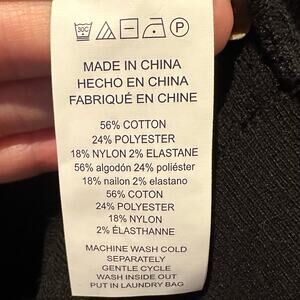 30C P
MADE IN CHINA
HECHO EN CHINA
FABRIQUÉ EN CHINE
56% COTTON
24% POLYESTER
18% NYLON 2% ELASTANE
56% algodón 24% poliéster
18% nailon 2% elastano
56% COTON
24% POLYESTER
18% NYLON
2% ÉLASTHANNE
MACHINE WASH COLD
SEPARATELY
GENTLE CYCLE
WASH INSIDE OUT
PUT IN LAUNDRY BAG